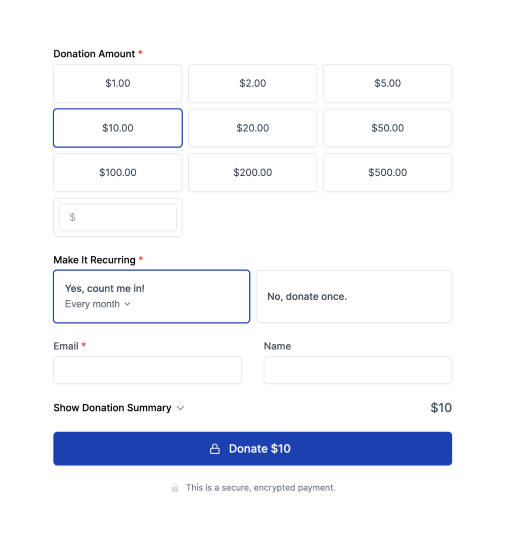 Donation Amount *
$1.00 $2.00 $5.00
$10.00 $20.00 $50.00
$100.00 $200.00 $500.00
$
Make It Recurring *
Yes, count me in!
Every month
No, donate once.
Email * Name
Show Donation Summary $10
Donate $10
This is a secure, encrypted payment.